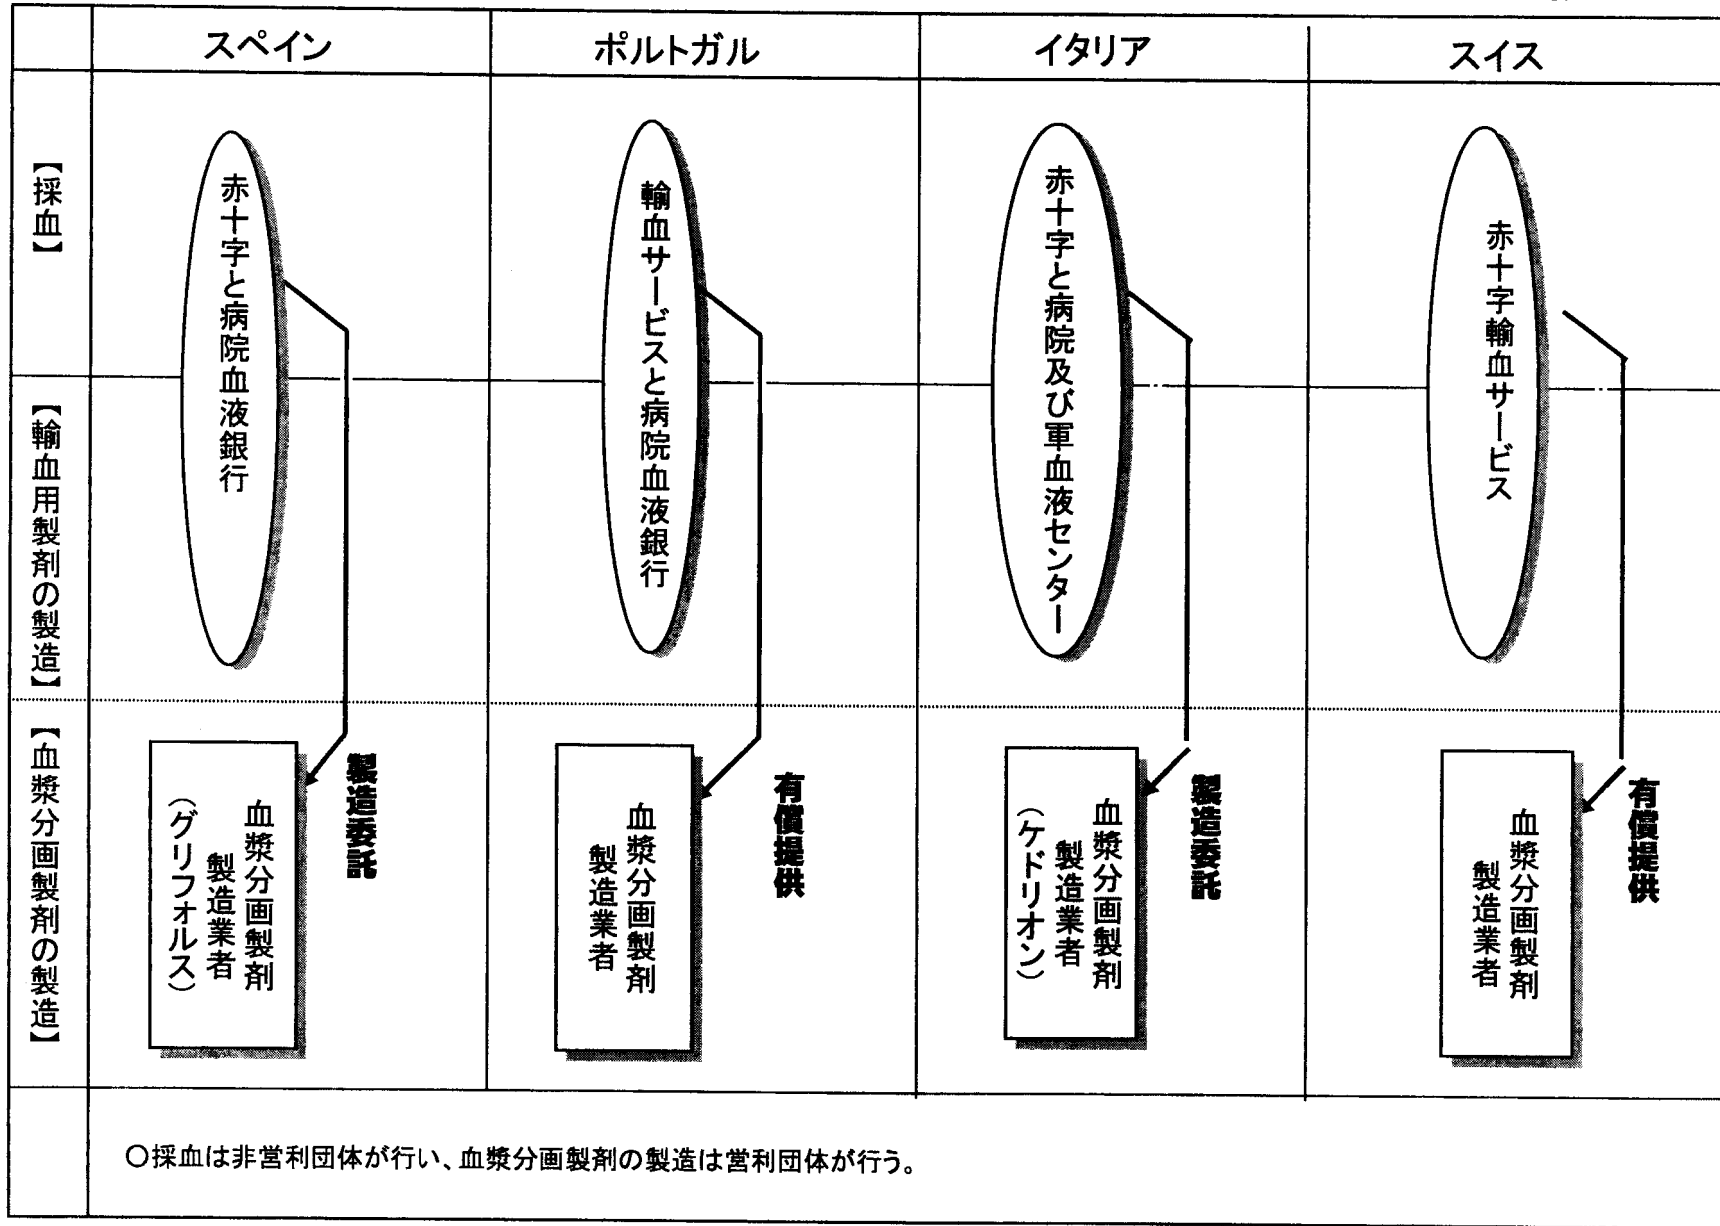 スペイン
ポルトガル
イタリア
スイス
【採血】
【輸血用製剤の製造】
【血漿分画製剤の製造】
赤十字と病院血液銀行
製造委託
血漿分画製剤
製造業者
（グリフォルス）
輸血サービスと病院血液銀行
有償提供
血漿分画製剤
製造業者
赤十字と病院及び軍血液センター
製造委託
血漿分画製剤
製造業者
（ケドリオン）
赤十字輸血サービス
有償提供
血漿分画製剤
製造業者
○採血は非営利団体が行い、血漿分画製剤の製造は営利団体が行う。